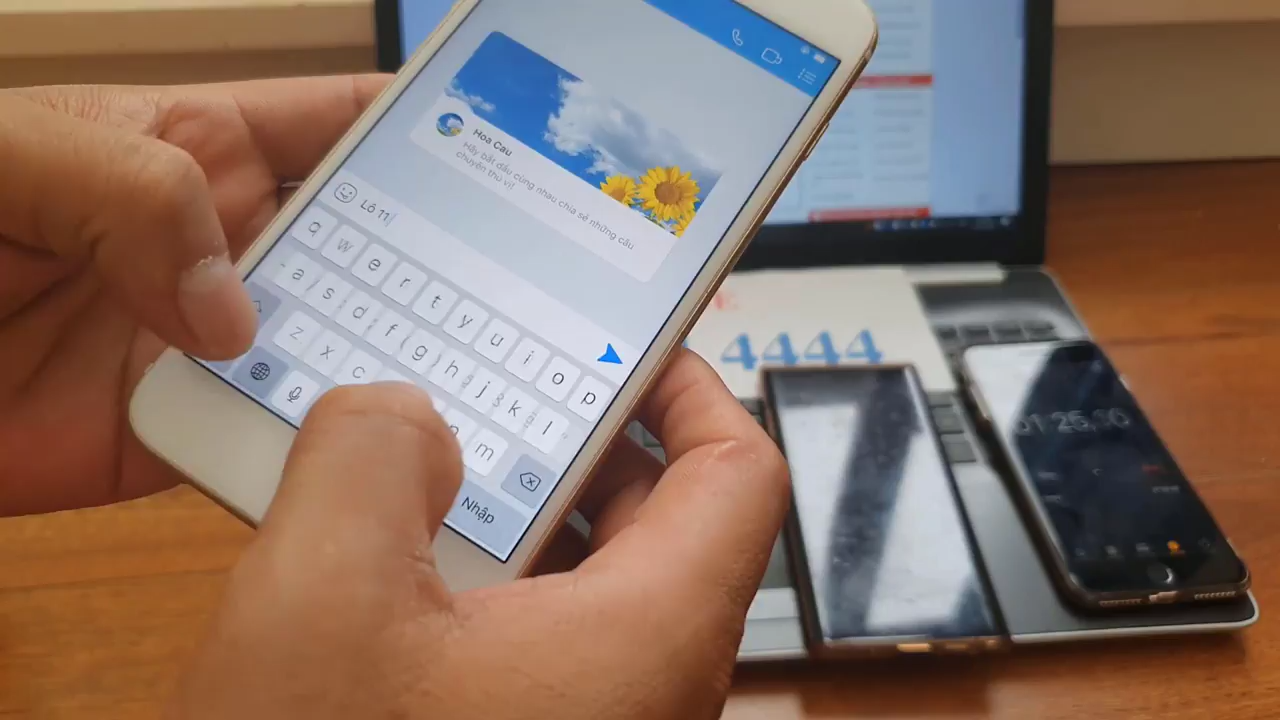 Hoa Cau
Hãy bắt đầu cùng nhau chia sẻ những câu
chuyện thú vị!
Lô 11
q w e r t y u i o p
a s d f g h j k l
z x c n m
Nhập
4444